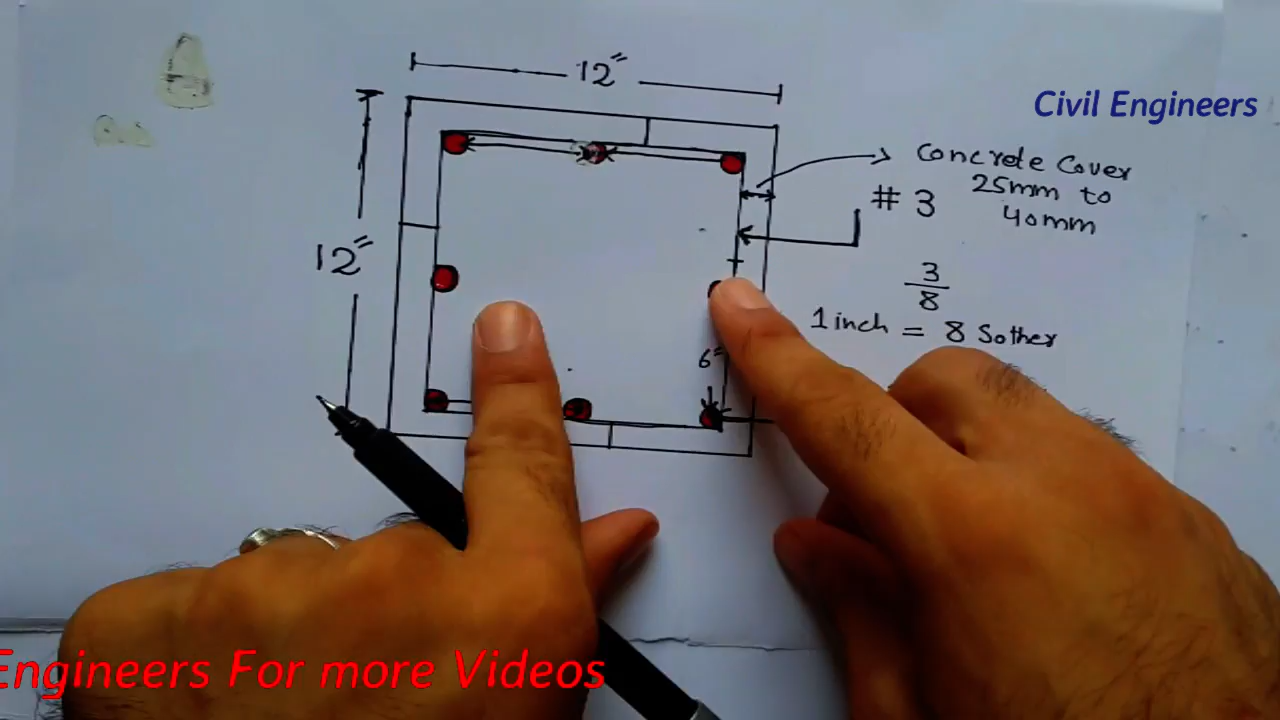 12"
Civil Engineers
Concrete Cover
25mm to
40mm
# 3
12"
3
8
1 inch = 8 Sother
6"
Engineers For more Videos